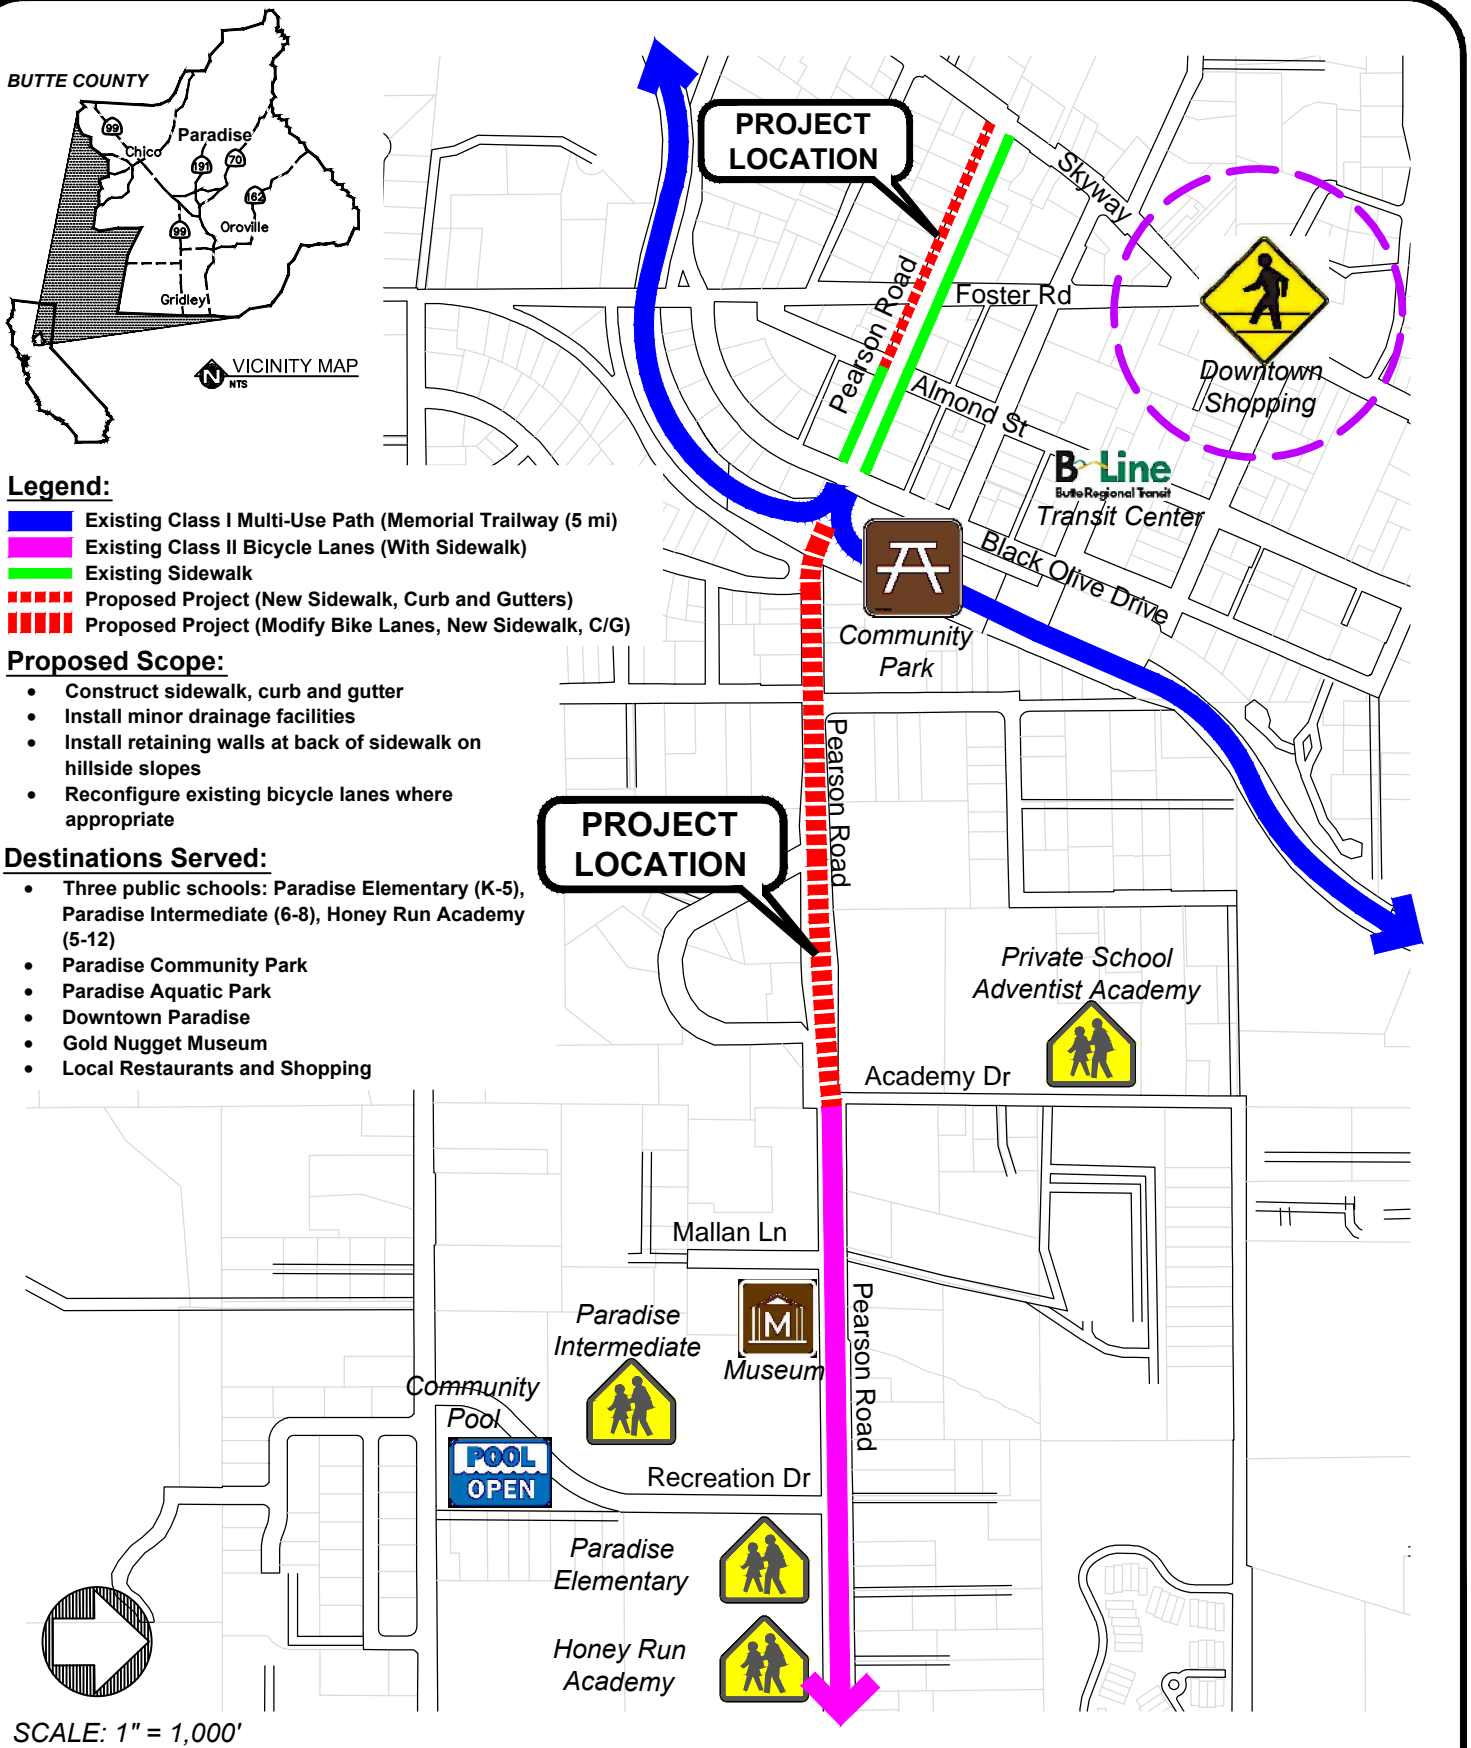 BUTTE COUNTY
99
Chico
Paradise
191
70
162
99
Oroville
Gridley
N
VICINITY MAP
NTS
PROJECT
LOCATION
Skyway
Pearson Road
Foster Rd
Almond St
Downtown
Shopping
B-Line
Butte Regional Transit
Transit Center
Black Olive Drive
Community
Park
Legend:
Existing Class I Multi-Use Path (Memorial Trailway (5 mi)
Existing Class II Bicycle Lanes (With Sidewalk)
Existing Sidewalk
Proposed Project (New Sidewalk, Curb and Gutters)
Proposed Project (Modify Bike Lanes, New Sidewalk, C/G)
Proposed Scope:
• Construct sidewalk, curb and gutter
• Install minor drainage facilities
• Install retaining walls at back of sidewalk on
hillside slopes
• Reconfigure existing bicycle lanes where
appropriate
Destinations Served:
• Three public schools: Paradise Elementary (K-5),
Paradise Intermediate (6-8), Honey Run Academy
(5-12)
• Paradise Community Park
• Paradise Aquatic Park
• Downtown Paradise
• Gold Nugget Museum
• Local Restaurants and Shopping
PROJECT
LOCATION
Pearson Road
Private School
Adventist Academy
Academy Dr
Mallan Ln
Paradise
Intermediate
M
Museum
Pearson Road
Community
Pool
POOL
OPEN
Recreation Dr
Paradise
Elementary
Honey Run
Academy
SCALE: 1" = 1,000'